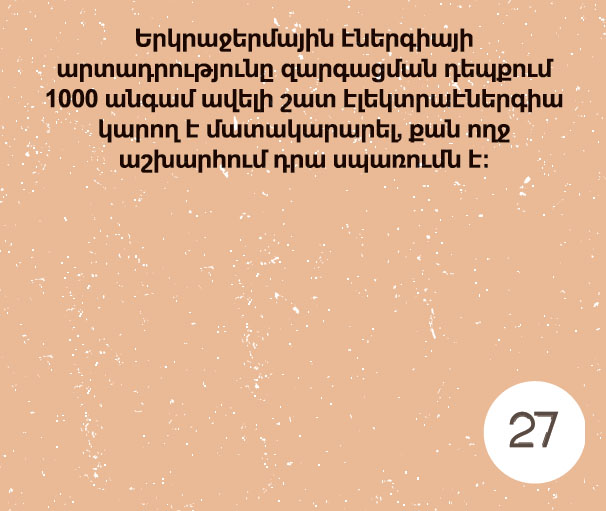 Երկրաջերմային էներգիայի
արտադրությունը զարգացման դեպքում
1000 անգամ ավելի շատ էլեկտրաէներգիա
կարող է մատակարարել, քան ողջ
աշխարհում դրա սպառումն է:
27